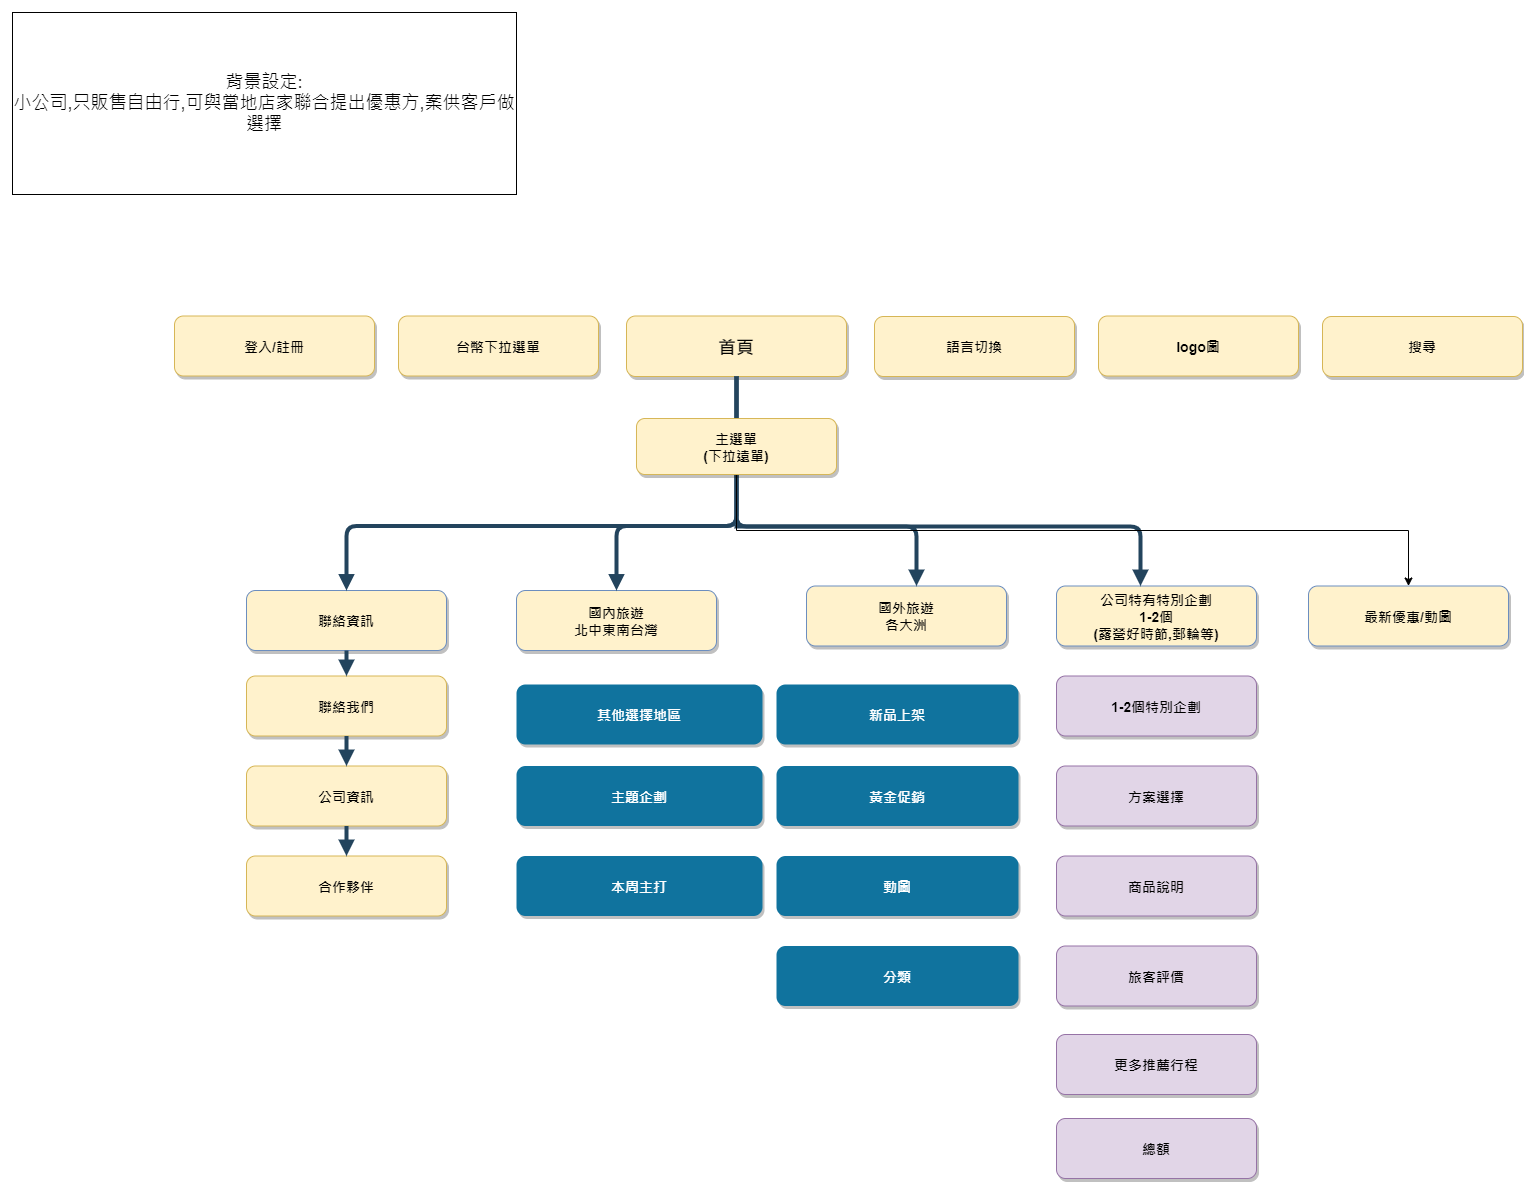 背景設定:
小公司,只販售自由行,可與當地店家聯合提出優惠方,案供客戶做
選擇
登入/註冊
台幣下拉選單
首頁
語言切換
logo圖
搜尋
主選單
(下拉遠單)
聯絡資訊
國內旅遊
北中東南台灣
國外旅遊
各大洲
公司特有特別企劃
1-2個
(露營好時節,郵輪等)
最新優惠/動圖
聯絡我們
其他選擇地區
新品上架
1-2個特別企劃
公司資訊
主題企劃
黃金促銷
方案選擇
合作夥伴
本周主打
動圖
商品說明
分類
旅客評價
更多推薦行程
總額